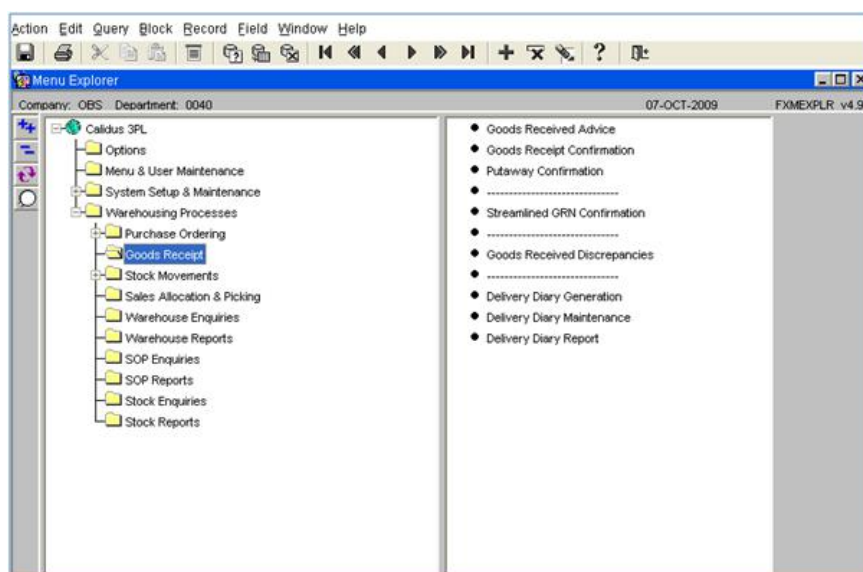 Action Edit Query Block Record Field Window Help
Menu Explorer
Company: OBS Department: 0040 07-OCT-2009 FXMEXPLR v4.9
Calidus 3PL
Options
Menu & User Maintenance
System Setup & Maintenance
Warehousing Processes
Purchase Ordering
Goods Receipt
Stock Movements
Sales Allocation & Picking
Warehouse Enquiries
Warehouse Reports
SOP Enquiries
SOP Reports
Stock Enquiries
Stock Reports
Goods Received Advice
Goods Receipt Confirmation
Putaway Confirmation
------------------------------
Streamlined GRN Confirmation
------------------------------
Goods Received Discrepancies
------------------------------
Delivery Diary Generation
Delivery Diary Maintenance
Delivery Diary Report